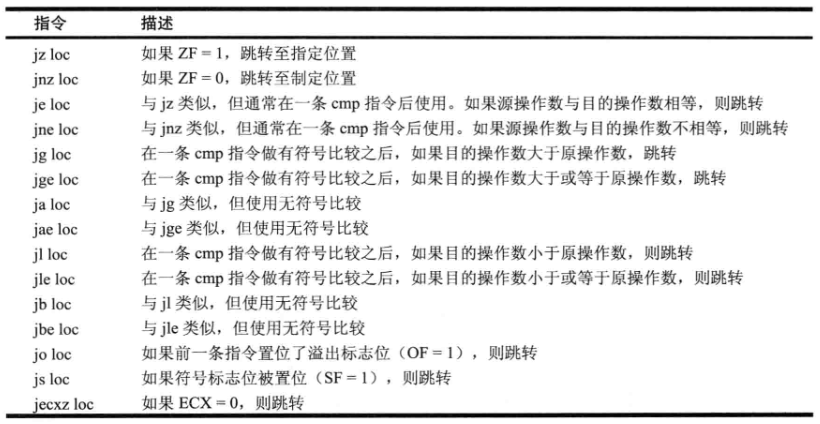 指令 描述
jz loc 如果 ZF = 1，跳转至指定位置
jnz loc 如果 ZF = 0，跳转至制定位置
je loc 与 jz 类似，但通常在一条 cmp 指令后使用。如果源操作数与目的操作数相等，则跳转
jne loc 与 jnz 类似，但通常在一条 cmp 指令后使用。如果源操作数与目的操作数不相等，则跳转
jg loc 在一条 cmp 指令做有符号比较之后，如果目的操作数大于原操作数，跳转
jge loc 在一条 cmp 指令做有符号比较之后，如果目的操作数大于或等于原操作数，跳转
ja loc 与 jg 类似，但使用无符号比较
jae loc 与 jge 类似，但使用无符号比较
jl loc 在一条 cmp 指令做有符号比较之后，如果目的操作数小于原操作数，则跳转
jle loc 在一条 cmp 指令做有符号比较之后，如果目的操作数小于或等于原操作数，则跳转
jb loc 与 jl 类似，但使用无符号比较
jbe loc 与 jle 类似，但使用无符号比较
jo loc 如果前一条指令置位了溢出标志位（OF = 1），则跳转
js loc 如果符号标志位被置位（SF = 1），则跳转
jecxz loc 如果 ECX = 0，则跳转